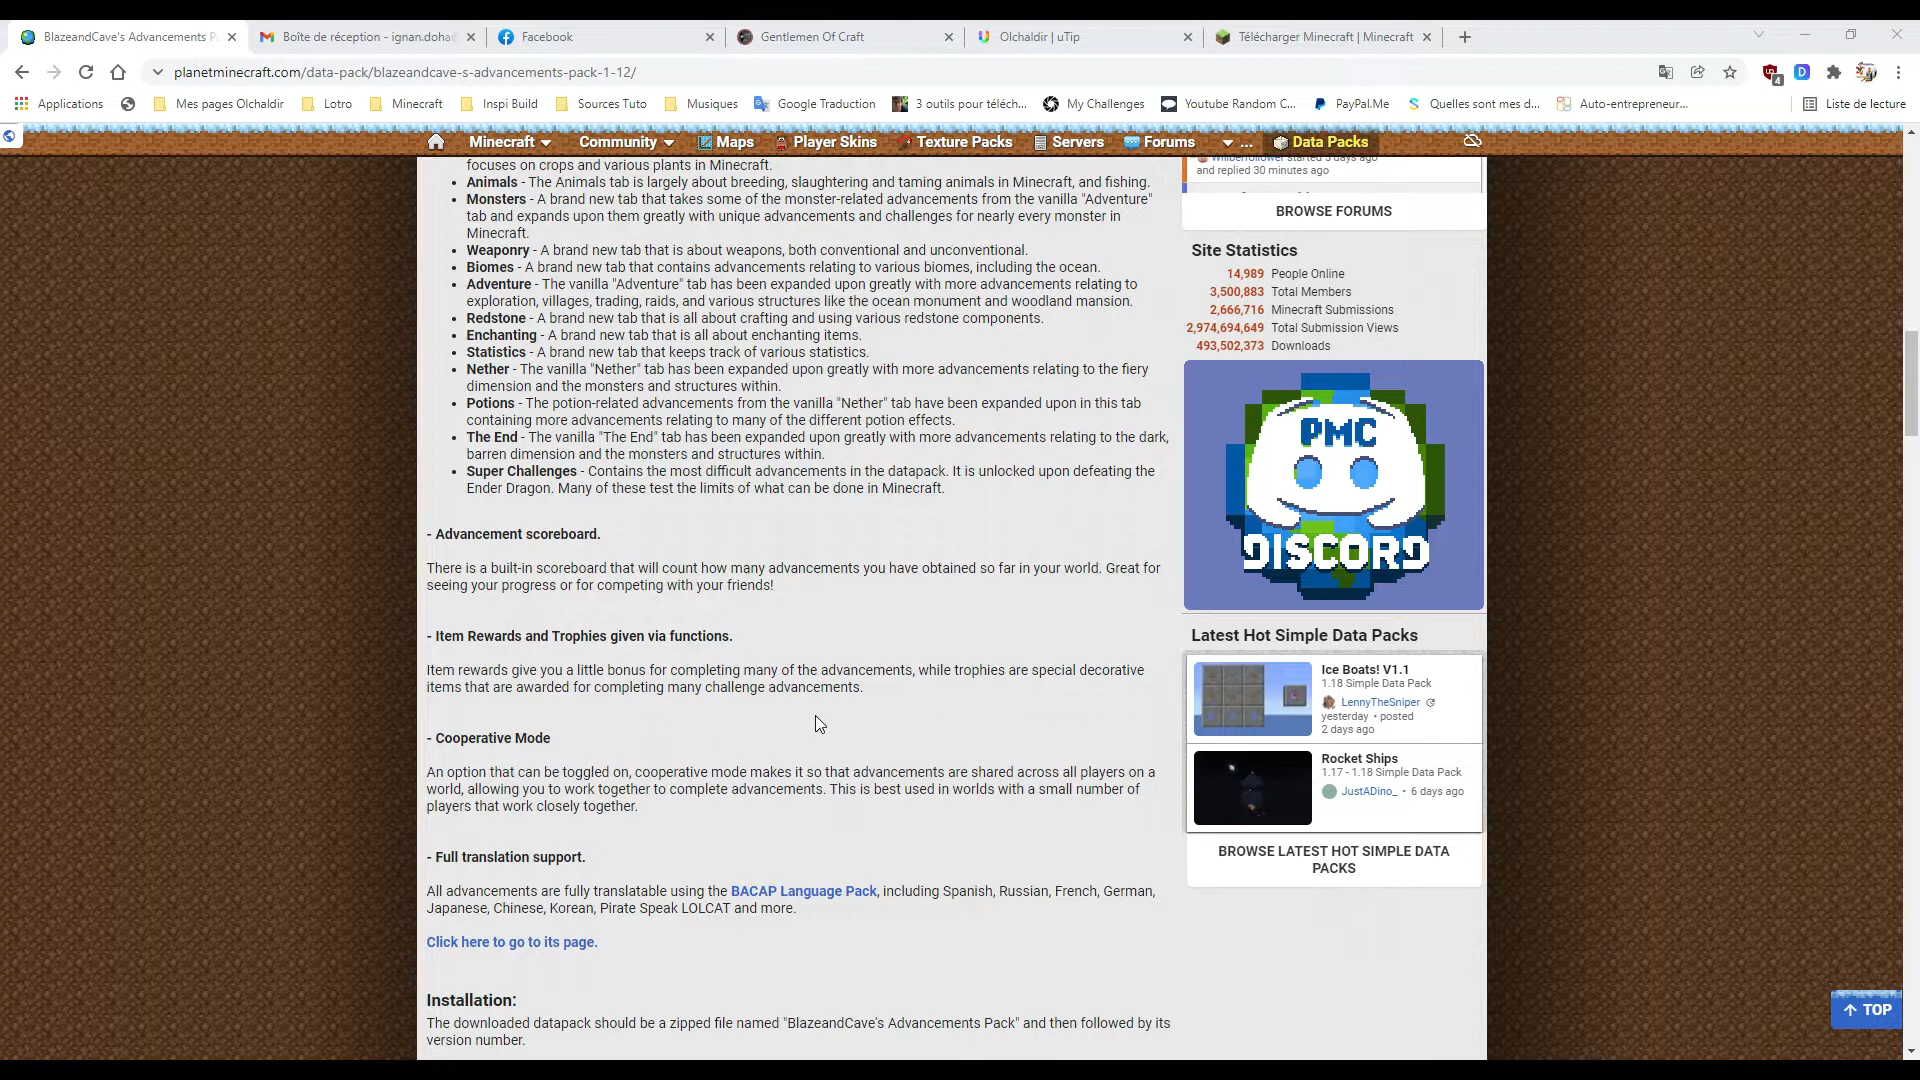 BlazeandCave's Advancements P
Boîte de réception - ignan.doha@
Facebook
Gentlemen Of Craft
Olchaldir | uTip
Télécharger Minecraft | Minecraft
planetminecraft.com/data-pack/blazeandcave-s-advancements-pack-1-12/
4
D
Applications
Mes pages Olchaldir
Lotro
Minecraft
Inspi Build
Sources Tuto
Musiques
Google Traduction
3 outils pour téléch...
My Challenges
Youtube Random C...
PayPal.Me
Quelles sont mes d...
Auto-entrepreneur...
Liste de lecture
Minecraft
Community
Maps
Player Skins
Texture Packs
Servers
Forums
...
Data Packs
focuses on crops and various plants in Minecraft.
• Animals - The Animals tab is largely about breeding, slaughtering and taming animals in Minecraft, and fishing.
• Monsters - A brand new tab that takes some of the monster-related advancements from the vanilla "Adventure"
tab and expands upon them greatly with unique advancements and challenges for nearly every monster in
Minecraft.
• Weaponry - A brand new tab that is about weapons, both conventional and unconventional.
• Biomes - A brand new tab that contains advancements relating to various biomes, including the ocean.
• Adventure - The vanilla "Adventure" tab has been expanded upon greatly with more advancements relating to
exploration, villages, trading, raids, and various structures like the ocean monument and woodland mansion.
• Redstone - A brand new tab that is all about crafting and using various redstone components.
• Enchanting - A brand new tab that is all about enchanting items.
• Statistics - A brand new tab that keeps track of various statistics.
• Nether - The vanilla "Nether" tab has been expanded upon greatly with more advancements relating to the fiery
dimension and the monsters and structures within.
• Potions - The potion-related advancements from the vanilla "Nether" tab have been expanded upon in this tab
containing more advancements relating to many of the different potion effects.
• The End - The vanilla "The End" tab has been expanded upon greatly with more advancements relating to the dark,
barren dimension and the monsters and structures within.
• Super Challenges - Contains the most difficult advancements in the datapack. It is unlocked upon defeating the
Ender Dragon. Many of these test the limits of what can be done in Minecraft.
- Advancement scoreboard.
There is a built-in scoreboard that will count how many advancements you have obtained so far in your world. Great for
seeing your progress or for competing with your friends!
- Item Rewards and Trophies given via functions.
Item rewards give you a little bonus for completing many of the advancements, while trophies are special decorative
items that are awarded for completing many challenge advancements.
- Cooperative Mode
An option that can be toggled on, cooperative mode makes it so that advancements are shared across all players on a
world, allowing you to work together to complete advancements. This is best used in worlds with a small number of
players that work closely together.
- Full translation support.
All advancements are fully translatable using the BACAP Language Pack, including Spanish, Russian, French, German,
Japanese, Chinese, Korean, Pirate Speak LOLCAT and more.
Click here to go to its page.
Installation:
The downloaded datapack should be a zipped file named "BlazeandCave's Advancements Pack" and then followed by its
version number.
started 5 days ago
and replied 30 minutes ago
BROWSE FORUMS
Site Statistics
14,989 People Online
3,500,883 Total Members
2,666,716 Minecraft Submissions
2,974,694,649 Total Submission Views
493,502,373 Downloads
PMC
DISCORD
Latest Hot Simple Data Packs
Ice Boats! V1.1
1.18 Simple Data Pack
LennyTheSniper
yesterday • posted
2 days ago
Rocket Ships
1.17 - 1.18 Simple Data Pack
JustADino_ • 6 days ago
BROWSE LATEST HOT SIMPLE DATA
PACKS
TOP